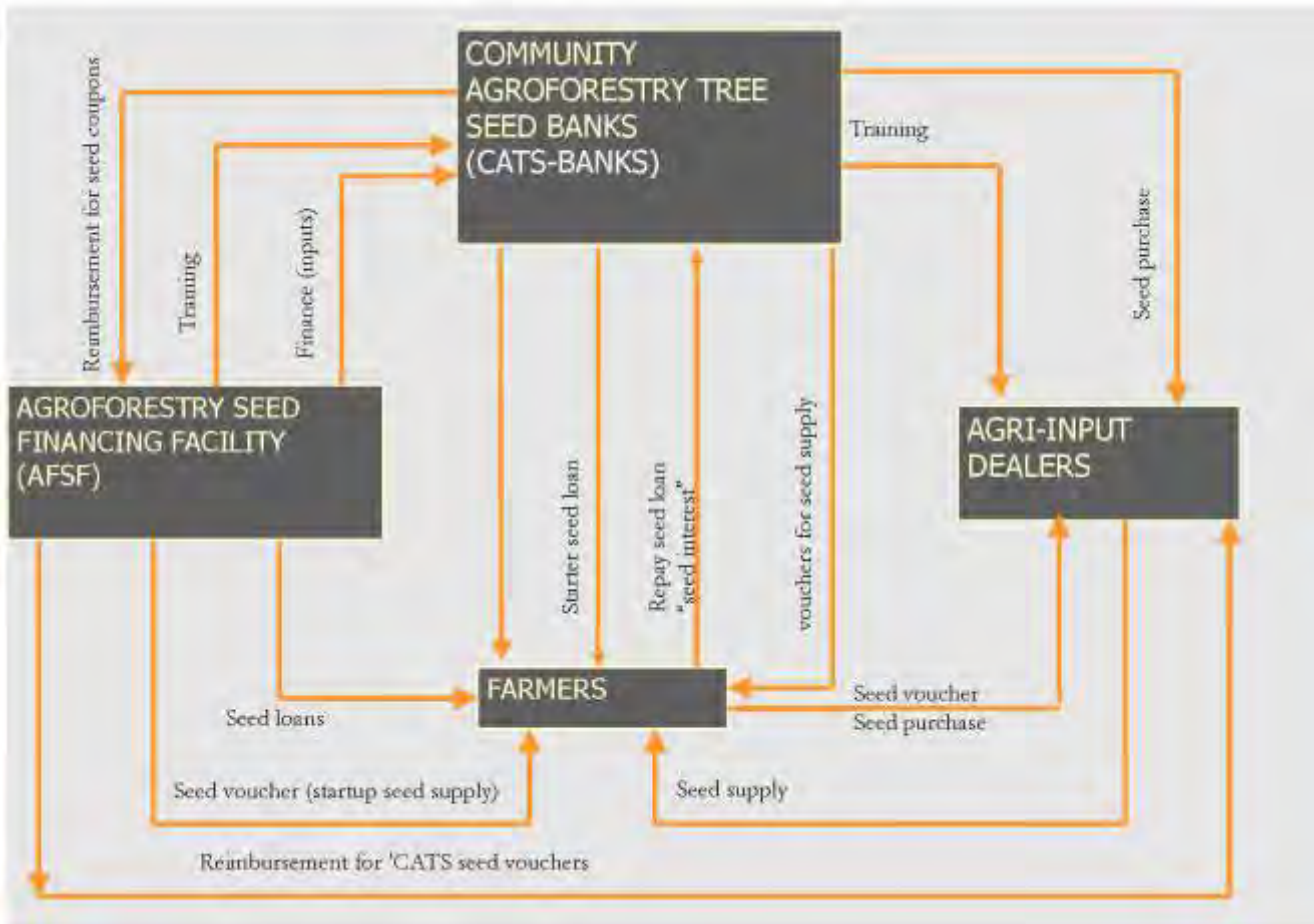 COMMUNITY
AGROFORESTRY TREE
SEED BANKS
(CATS-BANKS)
Reimbursement for seed coupons
Training
Finance (inputs)
Training
Seed purchase
AGROFORESTRY SEED
FINANCING FACILITY
(AFSF)
AGRI-INPUT
DEALERS
Starter seed loan
Repay seed loan
"seed interest"
vouchers for seed supply
FARMERS
Seed loans
Seed voucher
Seed purchase
Seed voucher (startup seed supply)
Seed supply
Reimbursement for 'CATS seed vouchers